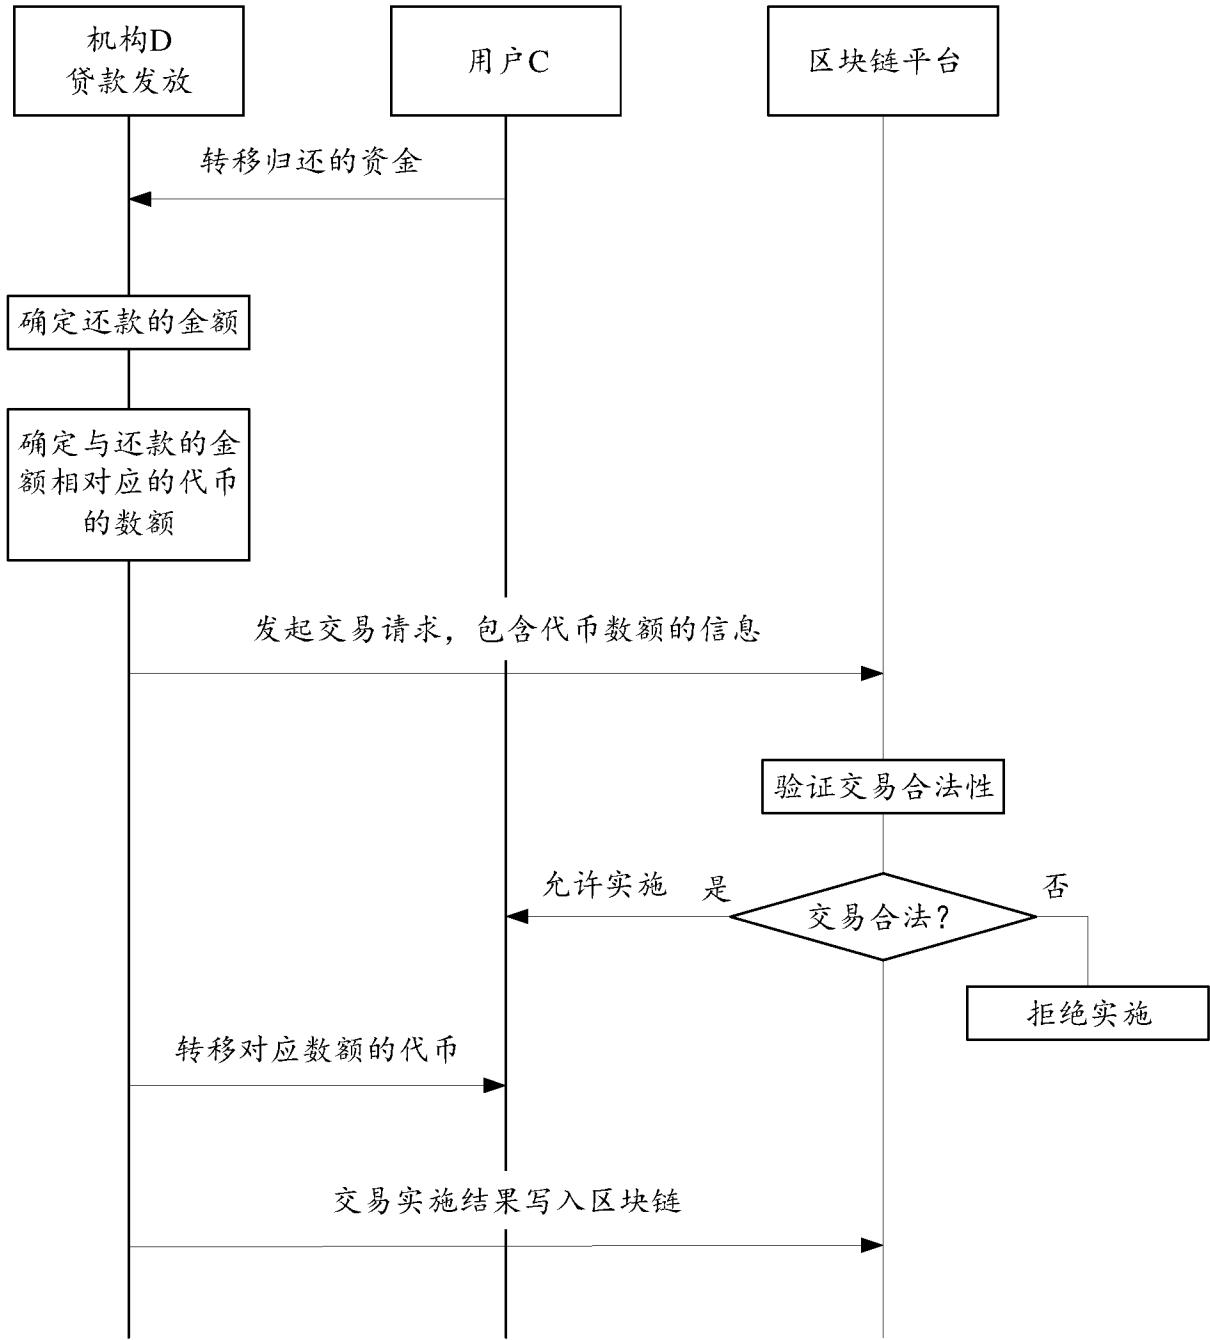 机构D
贷款发放
用户C
区块链平台
转移归还的资金
确定还款的金额
确定与还款的金
额相对应的代币
的数额
发起交易请求，包含代币数额的信息
验证交易合法性
允许实施
是
否
交易合法？
拒绝实施
转移对应数额的代币
交易实施结果写入区块链